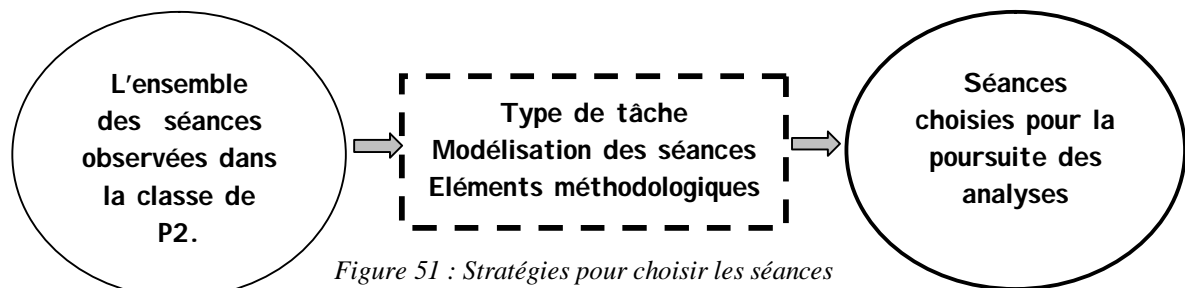 L'ensemble
des séances
observées dans
la classe de
P2.
Type de tâche
Modélisation des séances
Eléments méthodologiques
Séances
choisies pour la
poursuite des
analyses
Figure 51 : Stratégies pour choisir les séances